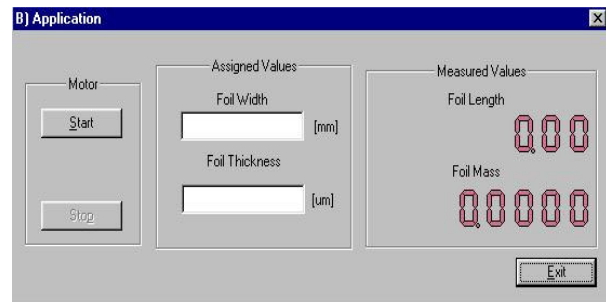 B) Application
Motor
Start
Stop
Assigned Values
Foil Width
[mm]
Foil Thickness
[um]
Measured Values
Foil Length
0.00
Foil Mass
0.0000
Exit